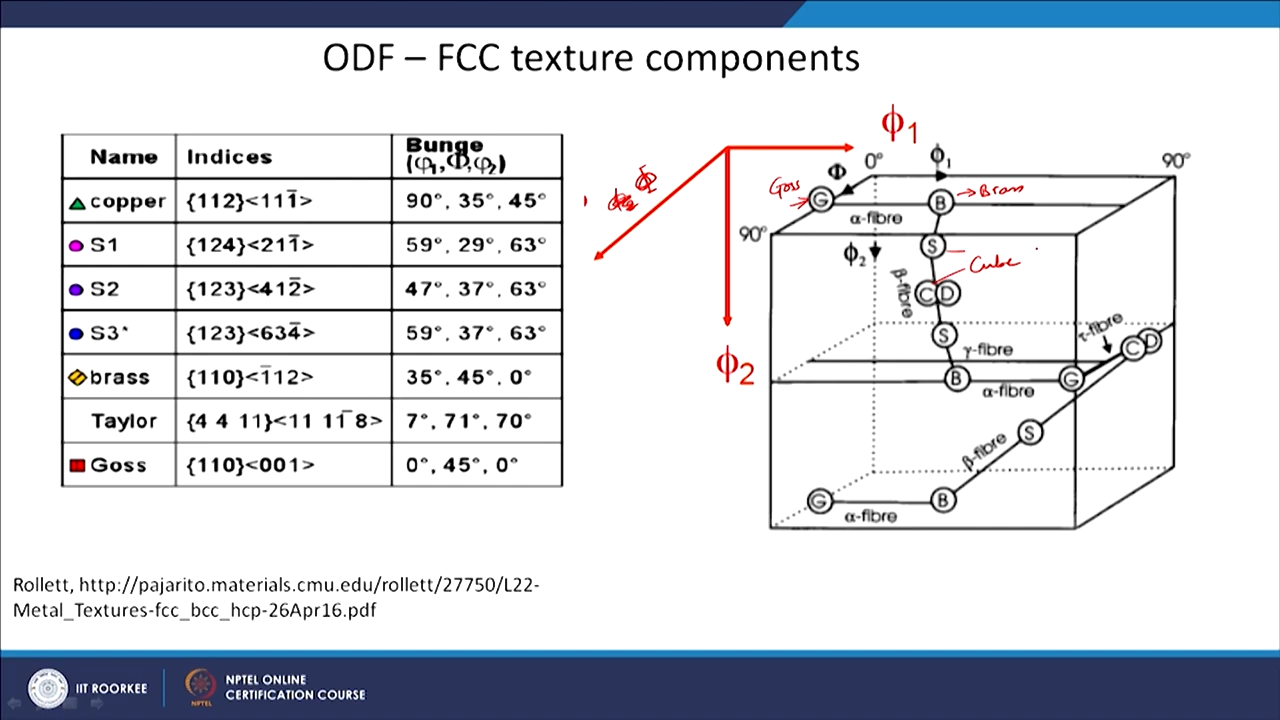 ODF – FCC texture components
Name Indices Bunge (φ₁,Φ,φ₂)
copper {112}<111̄> 90°, 35°, 45°
S1 {124}<211̄> 59°, 29°, 63°
S2 {123}<412̄> 47°, 37°, 63°
S3* {123}<634̄> 59°, 37°, 63°
brass {110}<1̄12> 35°, 45°, 0°
Taylor {4 4 11}<11 11̄ 8> 7°, 71°, 70°
Goss {110}<001> 0°, 45°, 0°
ϕ1
0° ϕ₁ 90°
Φ
Goss G B Brass
α-fibre
90° S
ϕ₂ Cube
β-fibre C D
S τ-fibre
γ-fibre C D
B α-fibre G
S
β-fibre
G B
α-fibre
Φ
ϕ2
Rollett, http://pajarito.materials.cmu.edu/rollett/27750/L22-
Metal_Textures-fcc_bcc_hcp-26Apr16.pdf
IIT ROORKEE
NPTEL
NPTEL ONLINE
CERTIFICATION COURSE